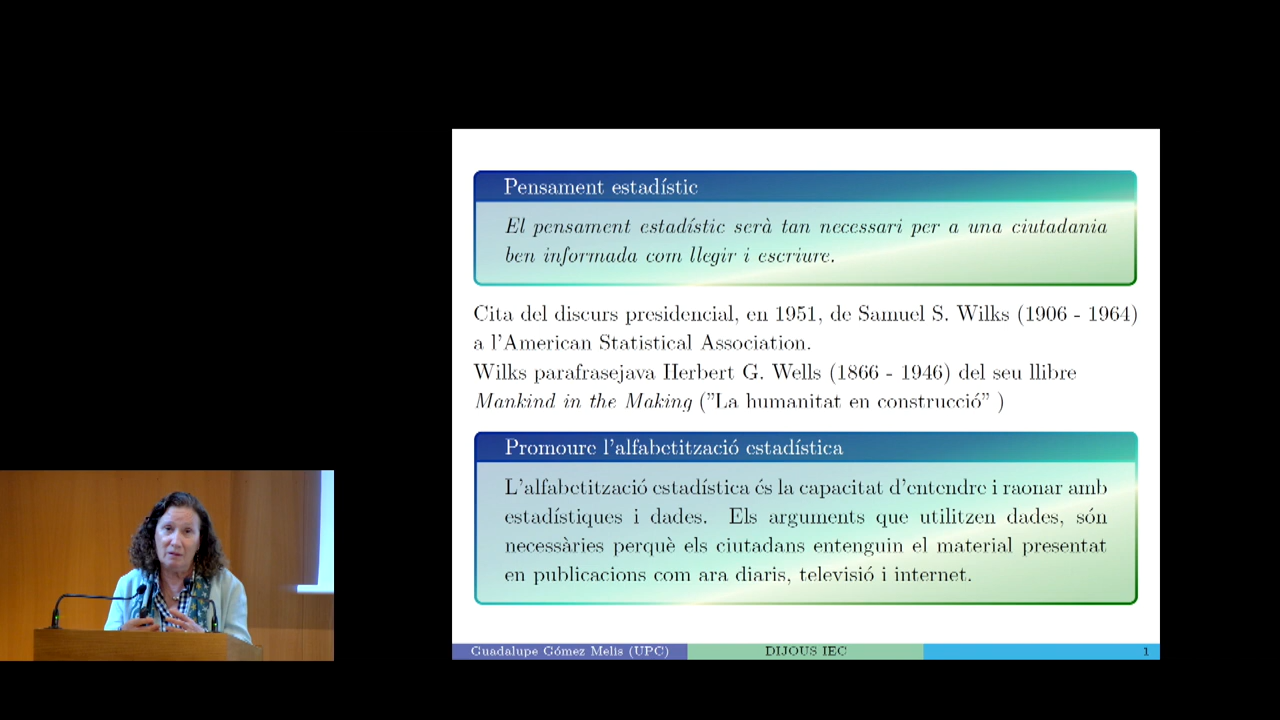 Pensament estadístic
El pensament estadístic serà tan necessari per a una ciutadania
ben informada com llegir i escriure.
Cita del discurs presidencial, en 1951, de Samuel S. Wilks (1906 - 1964)
a l'American Statistical Association.
Wilks parafrasejava Herbert G. Wells (1866 - 1946) del seu llibre
Mankind in the Making ("La humanitat en construcció" )
Promoure l'alfabetització estadística
L'alfabetització estadística és la capacitat d'entendre i raonar amb
estadístiques i dades. Els arguments que utilitzen dades, són
necessàries perquè els ciutadans entenguin el material presentat
en publicacions com ara diaris, televisió i internet.
Guadalupe Gómez Melis (UPC) DIJOUS IEC 1